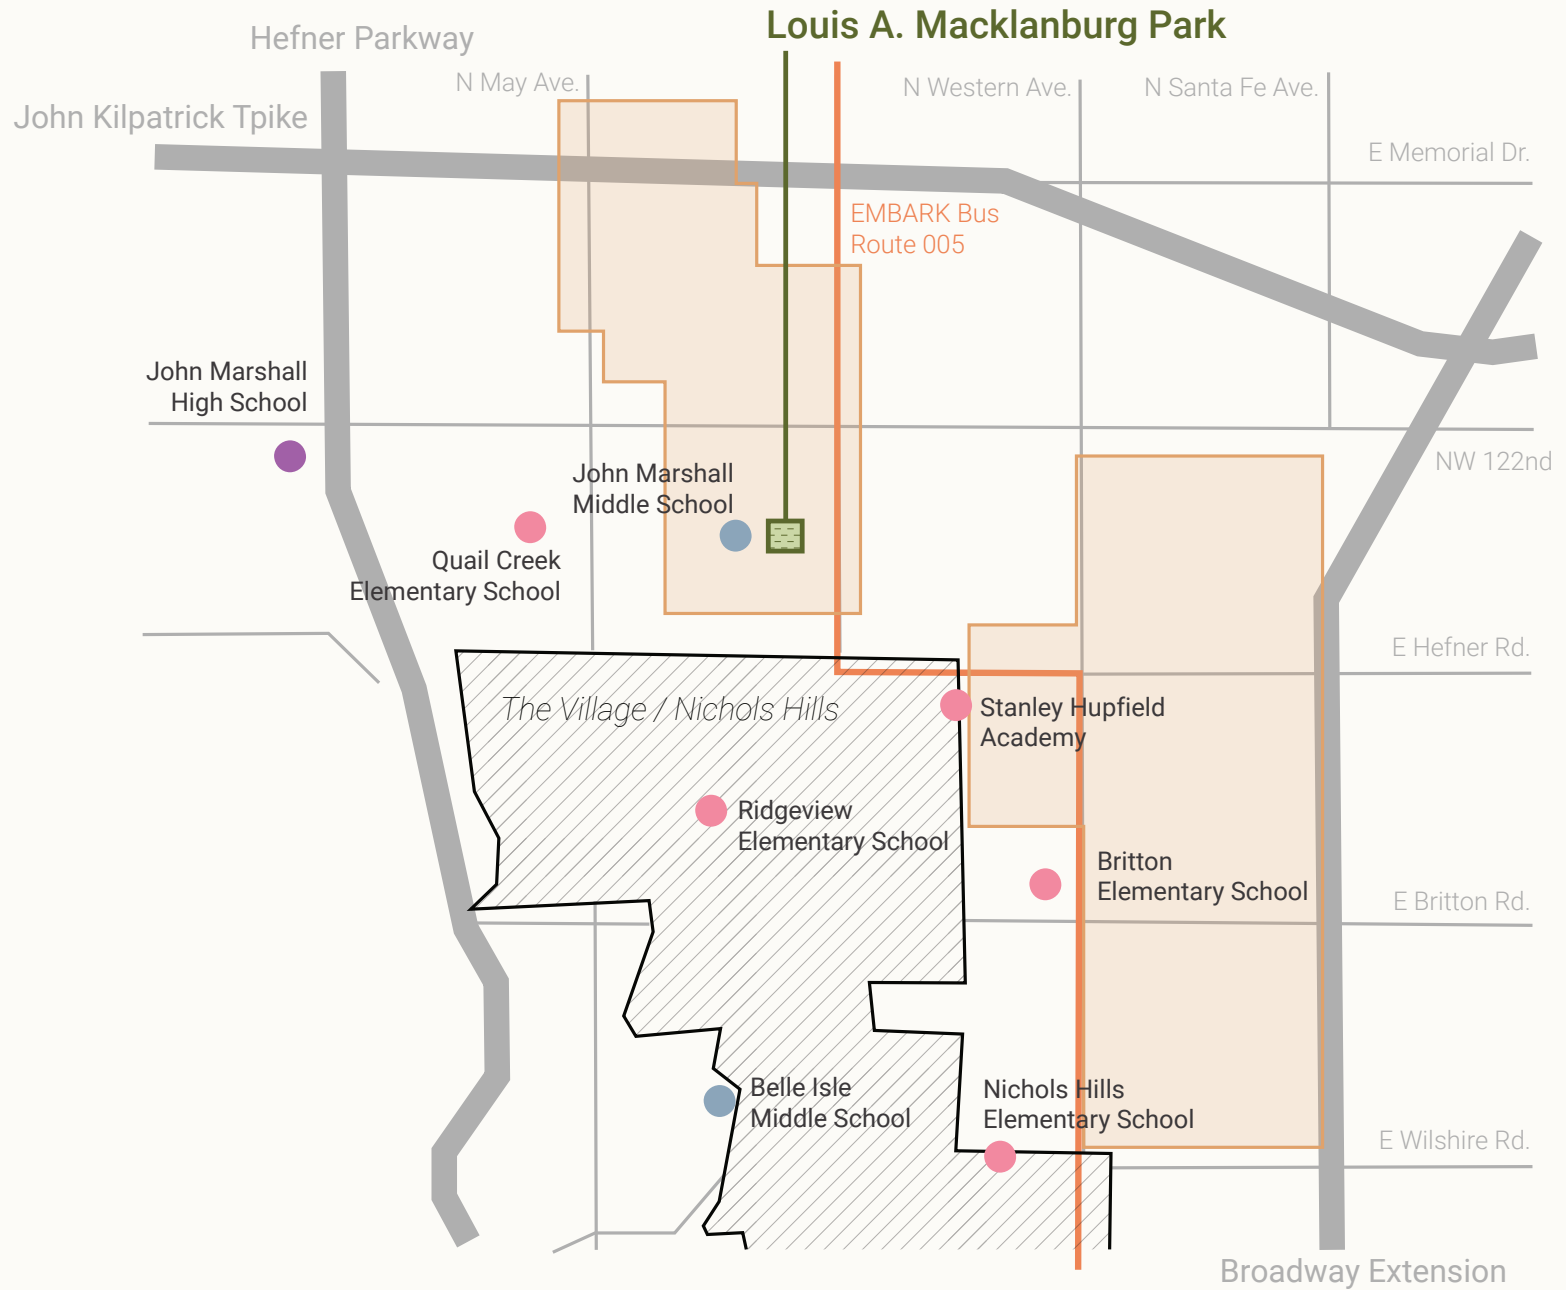 Louis A. Macklanburg Park
Hefner Parkway
N May Ave.
N Western Ave.
N Santa Fe Ave.
John Kilpatrick Tpike
E Memorial Dr.
EMBARK Bus
Route 005
John Marshall
High School
NW 122nd
John Marshall
Middle School
Quail Creek
Elementary School
E Hefner Rd.
The Village / Nichols Hills
Stanley Hupfield
Academy
Ridgeview
Elementary School
Britton
Elementary School
E Britton Rd.
Belle Isle
Middle School
Nichols Hills
Elementary School
E Wilshire Rd.
Broadway Extension